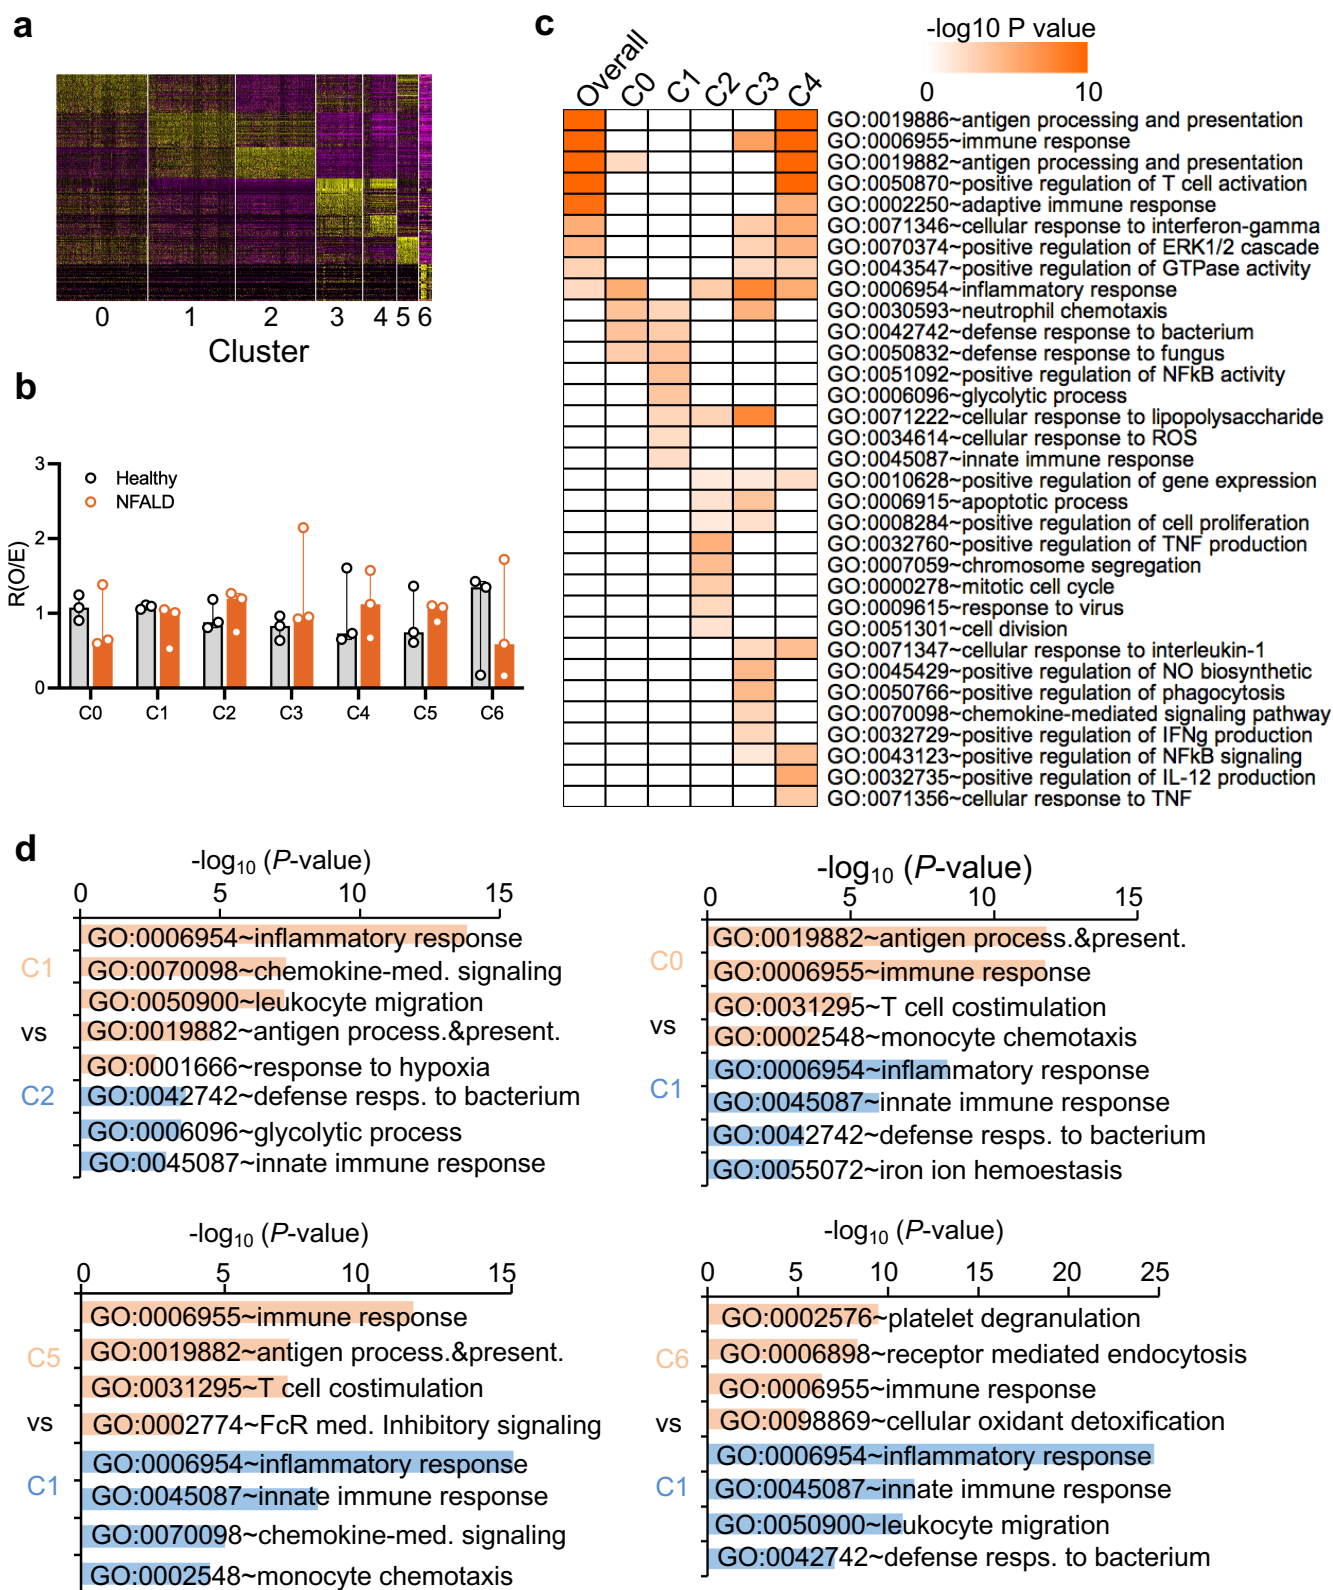 a
0 1 2 3 4 5 6
Cluster
b
R(O/E)
3
2
1
0
Healthy
NFALD
C0 C1 C2 C3 C4 C5 C6
c
-log10 P value
0 10
Overall C0 C1 C2 C3 C4
GO:0019886~antigen processing and presentation
GO:0006955~immune response
GO:0019882~antigen processing and presentation
GO:0050870~positive regulation of T cell activation
GO:0002250~adaptive immune response
GO:0071346~cellular response to interferon-gamma
GO:0070374~positive regulation of ERK1/2 cascade
GO:0043547~positive regulation of GTPase activity
GO:0006954~inflammatory response
GO:0030593~neutrophil chemotaxis
GO:0042742~defense response to bacterium
GO:0050832~defense response to fungus
GO:0051092~positive regulation of NFkB activity
GO:0006096~glycolytic process
GO:0071222~cellular response to lipopolysaccharide
GO:0034614~cellular response to ROS
GO:0045087~innate immune response
GO:0010628~positive regulation of gene expression
GO:0006915~apoptotic process
GO:0008284~positive regulation of cell proliferation
GO:0032760~positive regulation of TNF production
GO:0007059~chromosome segregation
GO:0000278~mitotic cell cycle
GO:0009615~response to virus
GO:0051301~cell division
GO:0071347~cellular response to interleukin-1
GO:0045429~positive regulation of NO biosynthetic
GO:0050766~positive regulation of phagocytosis
GO:0070098~chemokine-mediated signaling pathway
GO:0032729~positive regulation of IFNg production
GO:0043123~positive regulation of NFkB signaling
GO:0032735~positive regulation of IL-12 production
GO:0071356~cellular response to TNF
d
-log10 (P-value)
0 5 10 15
C1
vs
C2
GO:0006954~inflammatory response
GO:0070098~chemokine-med. signaling
GO:0050900~leukocyte migration
GO:0019882~antigen process.&present.
GO:0001666~response to hypoxia
GO:0042742~defense resps. to bacterium
GO:0006096~glycolytic process
GO:0045087~innate immune response
-log10 (P-value)
0 5 10 15
C0
vs
C1
GO:0019882~antigen process.&present.
GO:0006955~immune response
GO:0031295~T cell costimulation
GO:0002548~monocyte chemotaxis
GO:0006954~inflammatory response
GO:0045087~innate immune response
GO:0042742~defense resps. to bacterium
GO:0055072~iron ion hemoestasis
-log10 (P-value)
0 5 10 15
C5
vs
C1
GO:0006955~immune response
GO:0019882~antigen process.&present.
GO:0031295~T cell costimulation
GO:0002774~FcR med. Inhibitory signaling
GO:0006954~inflammatory response
GO:0045087~innate immune response
GO:0070098~chemokine-med. signaling
GO:0002548~monocyte chemotaxis
-log10 (P-value)
0 5 10 15 20 25
C6
vs
C1
GO:0002576~platelet degranulation
GO:0006898~receptor mediated endocytosis
GO:0006955~immune response
GO:0098869~cellular oxidant detoxification
GO:0006954~inflammatory response
GO:0045087~innate immune response
GO:0050900~leukocyte migration
GO:0042742~defense resps. to bacterium